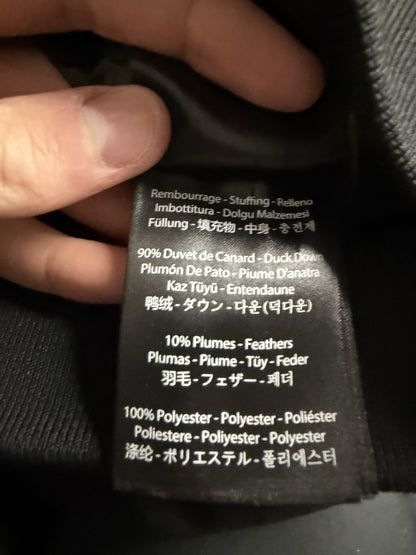 Rembourrage - Stuffing - Relleno
Imbottitura - Dolgu Malzemesi
Füllung - 填充物 - 中身 - 충전제
90% Duvet de Canard - Duck Down
Plumón De Pato - Piume D'anatra
Kaz Tüyü - Entendaune
鸭绒 - ダウン - 다운(덕다운)
10% Plumes - Feathers
Plumas - Piume - Tüy - Feder
羽毛 - フェザー - 페더
100% Polyester - Polyester - Poliéster
Poliestere - Poliyester - Polyester
涤纶 - ポリエステル - 폴리에스터